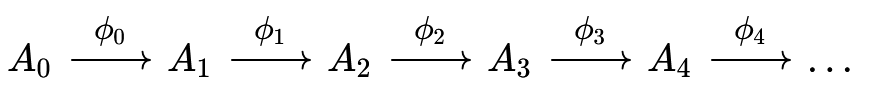 A₀ —ϕ₀→ A₁ —ϕ₁→ A₂ —ϕ₂→ A₃ —ϕ₃→ A₄ —ϕ₄→ …